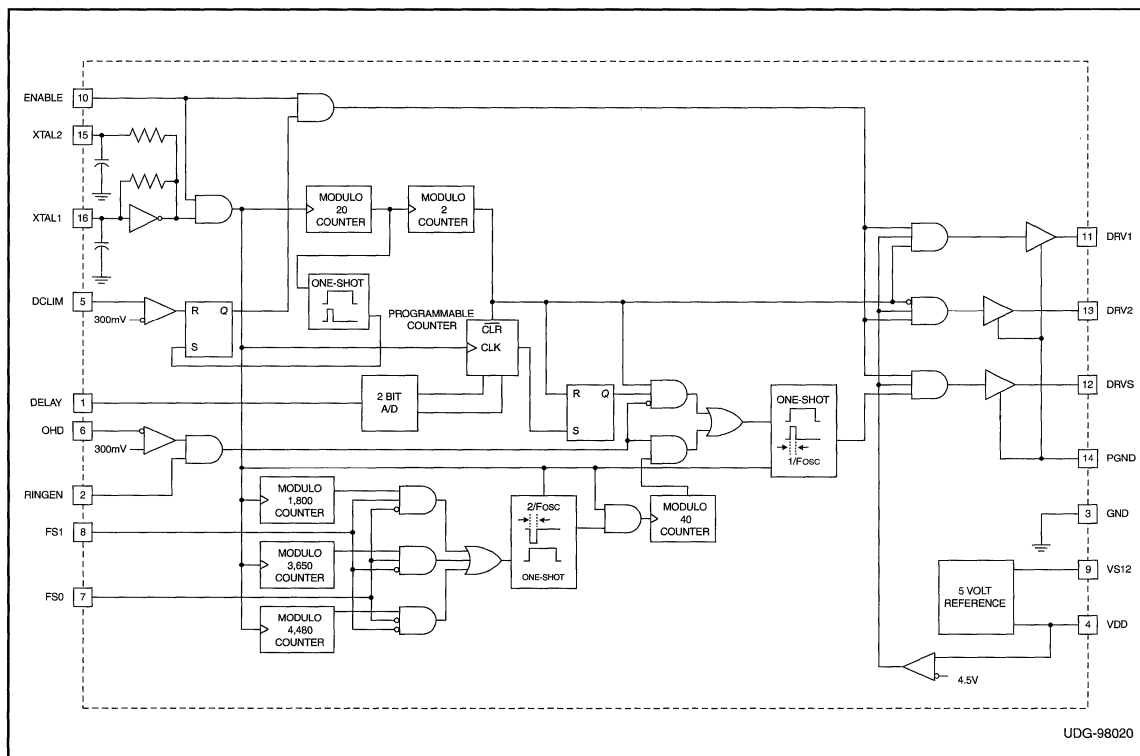 ENABLE 10
XTAL2 15
XTAL1 16
DCLIM 5
300mV
DELAY 1
OHD 6
300mV
RINGEN 2
FS1 8
FS0 7
MODULO
20
COUNTER
MODULO
2
COUNTER
ONE-SHOT
R Q
S
PROGRAMMABLE
COUNTER
CLR
CLK
2 BIT
A/D
R Q
S
ONE-SHOT
1/FOSC
MODULO
1,800
COUNTER
MODULO
3,650
COUNTER
MODULO
4,480
COUNTER
2/FOSC
ONE-SHOT
MODULO
40
COUNTER
11 DRV1
13 DRV2
12 DRVS
14 PGND
3 GND
9 VS12
5 VOLT
REFERENCE
4 VDD
4.5V
UDG-98020